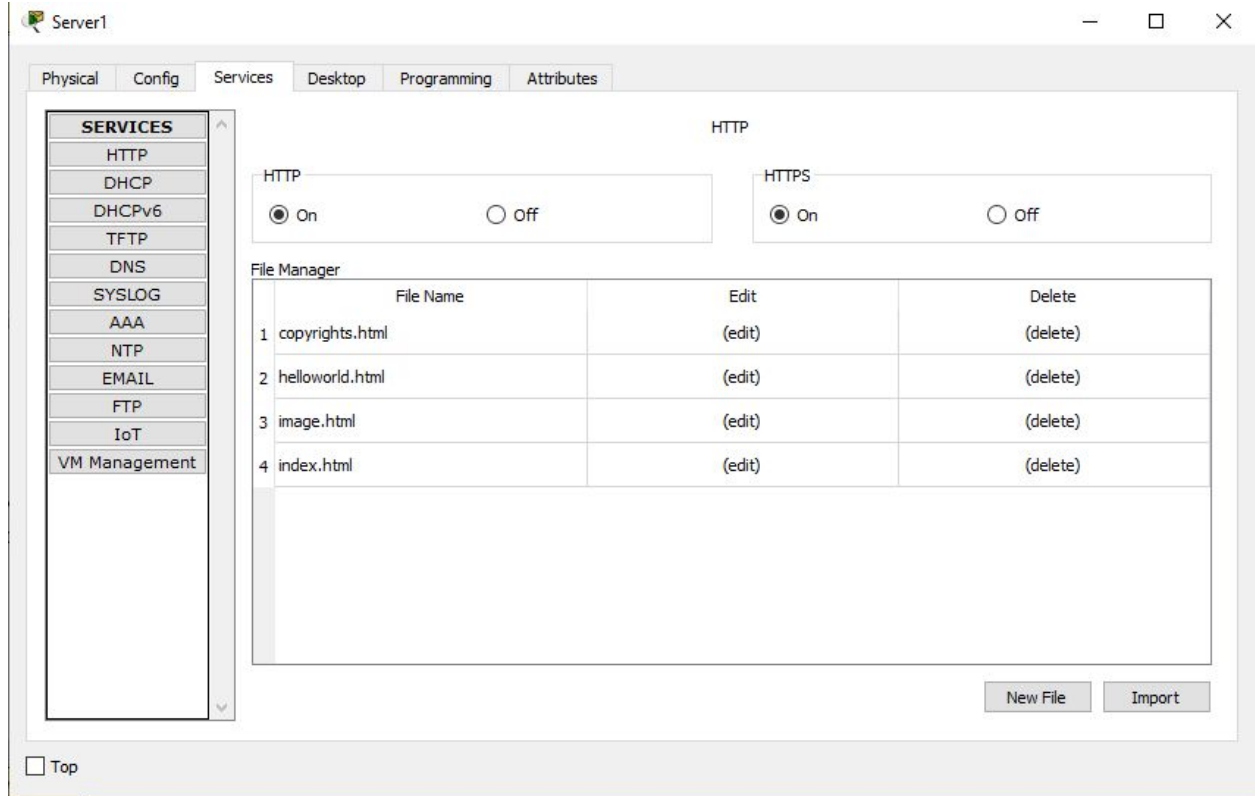 Server1
Physical Config Services Desktop Programming Attributes
SERVICES
HTTP
DHCP
DHCPv6
TFTP
DNS
SYSLOG
AAA
NTP
EMAIL
FTP
IoT
VM Management
HTTP
HTTP
On Off
HTTPS
On Off
File Manager
File Name Edit Delete
1 copyrights.html (edit) (delete)
2 helloworld.html (edit) (delete)
3 image.html (edit) (delete)
4 index.html (edit) (delete)
New File Import
Top